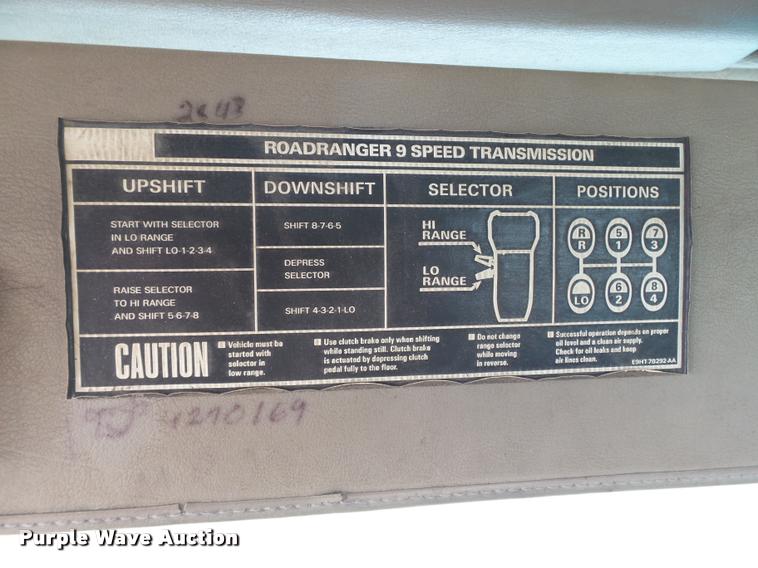 2843
ROADRANGER 9 SPEED TRANSMISSION
UPSHIFT
START WITH SELECTOR
IN LO RANGE
AND SHIFT LO-1-2-3-4
RAISE SELECTOR
TO HI RANGE
AND SHIFT 5-6-7-8
DOWNSHIFT
SHIFT 8-7-6-5
DEPRESS
SELECTOR
SHIFT 4-3-2-1-LO
SELECTOR
HI
RANGE
LO
RANGE
POSITIONS
R 5 7
R 1 3
6 8
LO 2 4
CAUTION
Vehicle must be
started with
selector in
low range.
Use clutch brake only when shifting
while standing still. Clutch brake
is actuated by depressing clutch
pedal fully to the floor.
Do not change
range selector
while moving
in reverse.
Successful operation depends on proper
oil level and a clean air supply.
Check for oil leaks and keep
air lines clean.
E9HT-7B292-AA
1270169
Purple Wave Auction